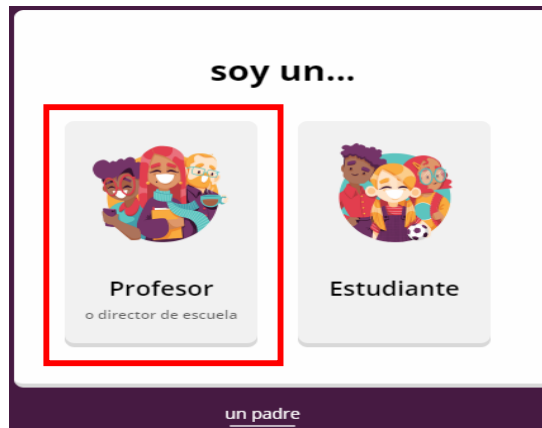 soy un...
Profesor
o director de escuela
Estudiante
un padre